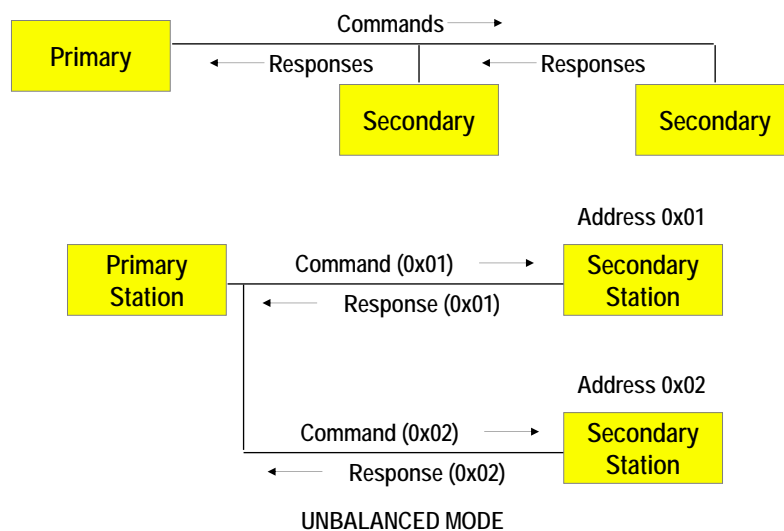 Commands
Primary
Responses
Responses
Secondary
Secondary
Address 0x01
Primary
Station
Command (0x01)
Secondary
Station
Response (0x01)
Address 0x02
Command (0x02)
Secondary
Station
Response (0x02)
UNBALANCED MODE